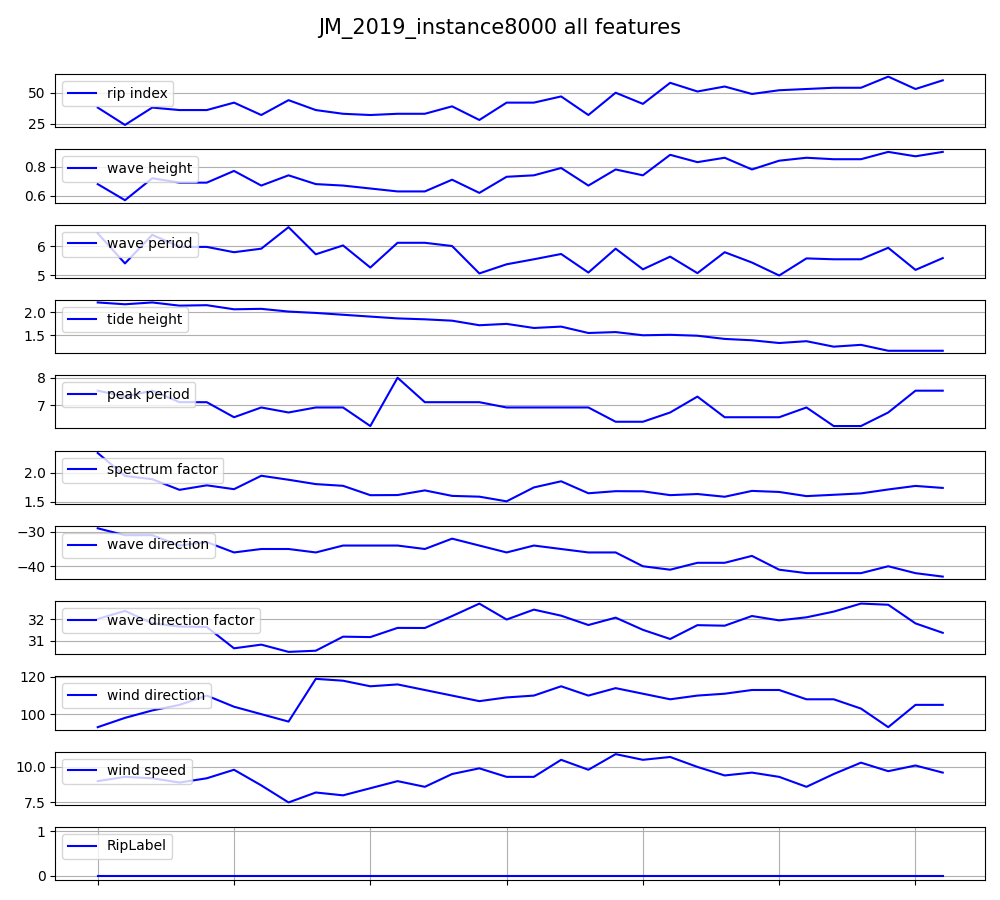 JM_2019_instance8000 all features
50
25
rip index
0.8
0.6
wave height
6
5
wave period
2.0
1.5
tide height
8
7
peak period
2.0
1.5
spectrum factor
−30
−40
wave direction
32
31
wave direction factor
120
100
wind direction
10.0
7.5
wind speed
1
0
RipLabel